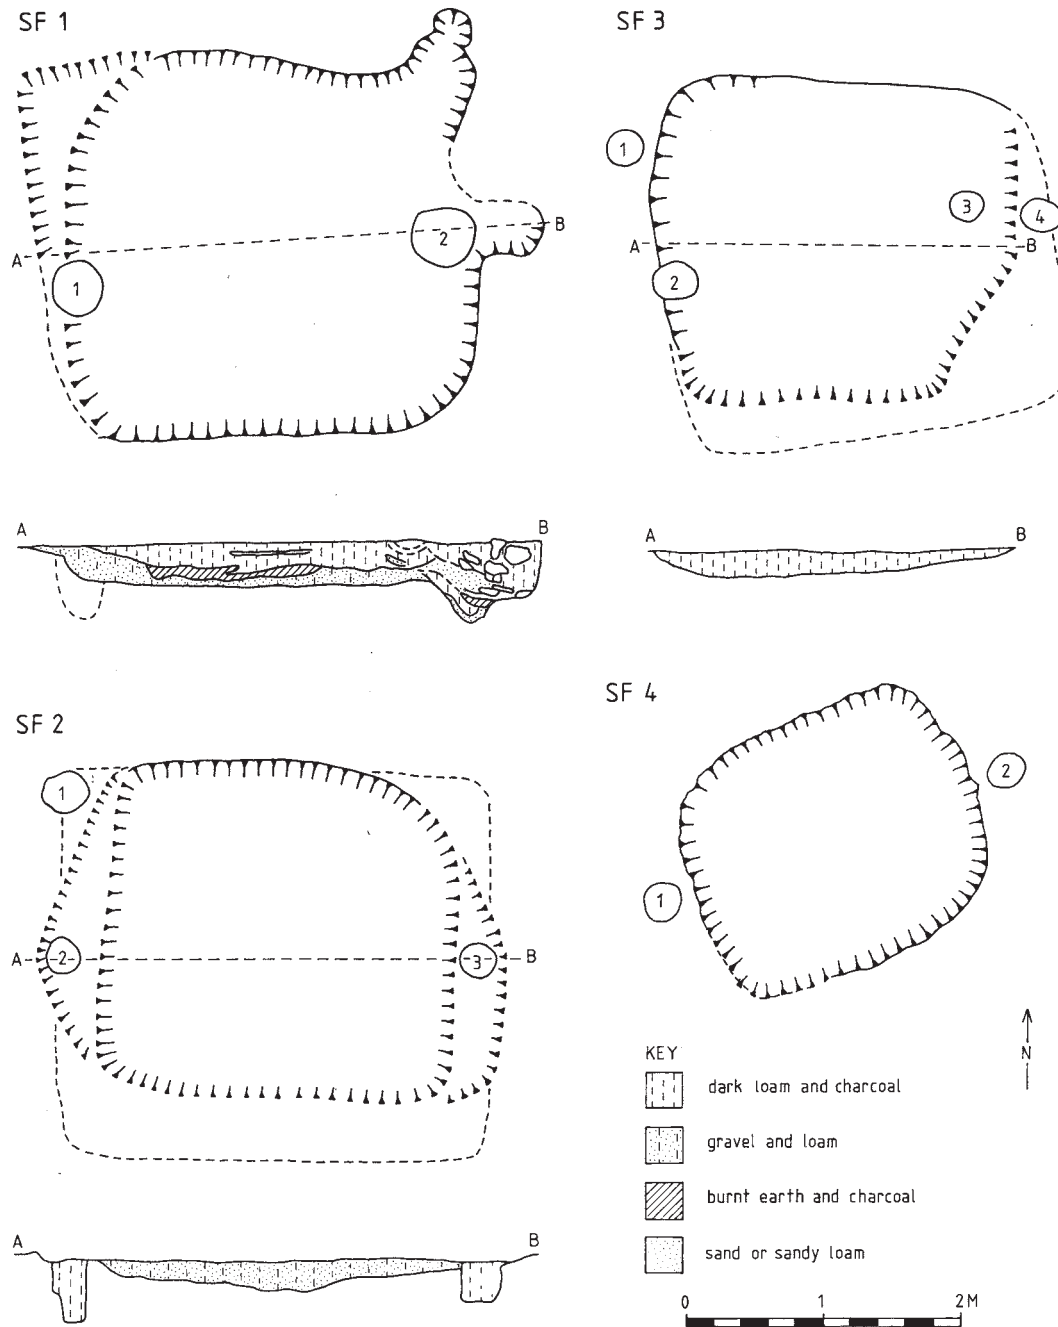 SF 1
A
B
1
2
A
B
SF 3
1
2
3
4
A
B
A
B
SF 2
1
A
2
3
B
A
B
SF 4
1
2
N
KEY
dark loam and charcoal
gravel and loam
burnt earth and charcoal
sand or sandy loam
0 1 2M